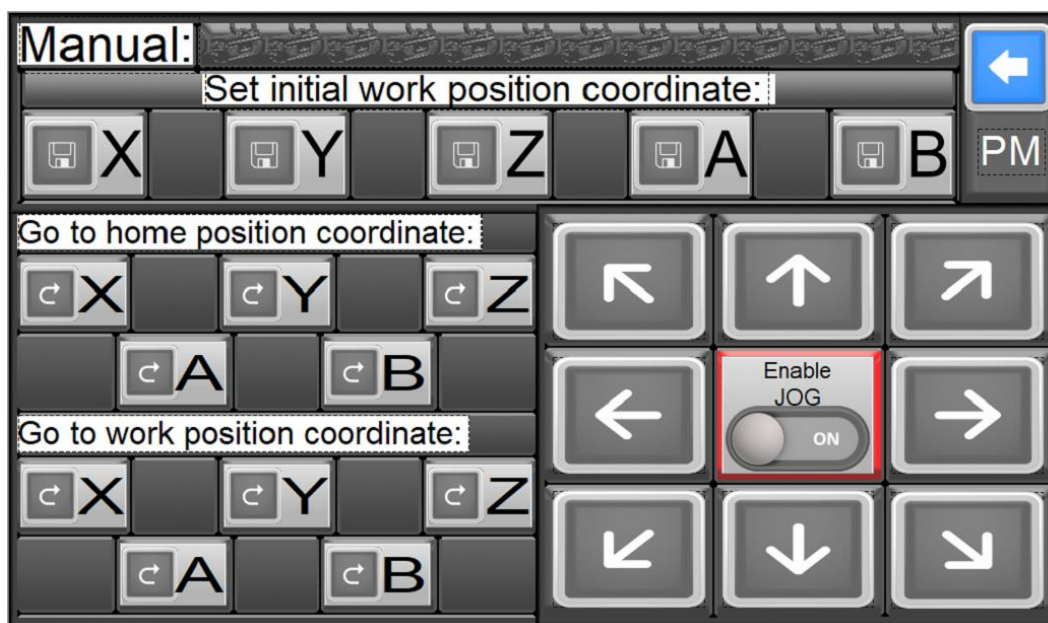 Manual:
Set initial work position coordinate:
X Y Z A B
PM
Go to home position coordinate:
X Y Z
A B
Go to work position coordinate:
X Y Z
A B
Enable
JOG
ON